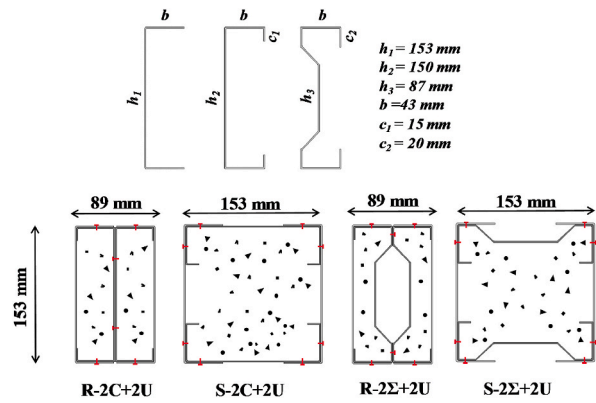 b b b
c₁ c₂
h₁ h₂ h₃
h₁ = 153 mm
h₂ = 150 mm
h₃ = 87 mm
b =43 mm
c₁ = 15 mm
c₂ = 20 mm
89 mm 153 mm 89 mm 153 mm
153 mm
R-2C+2U S-2C+2U R-2Σ+2U S-2Σ+2U